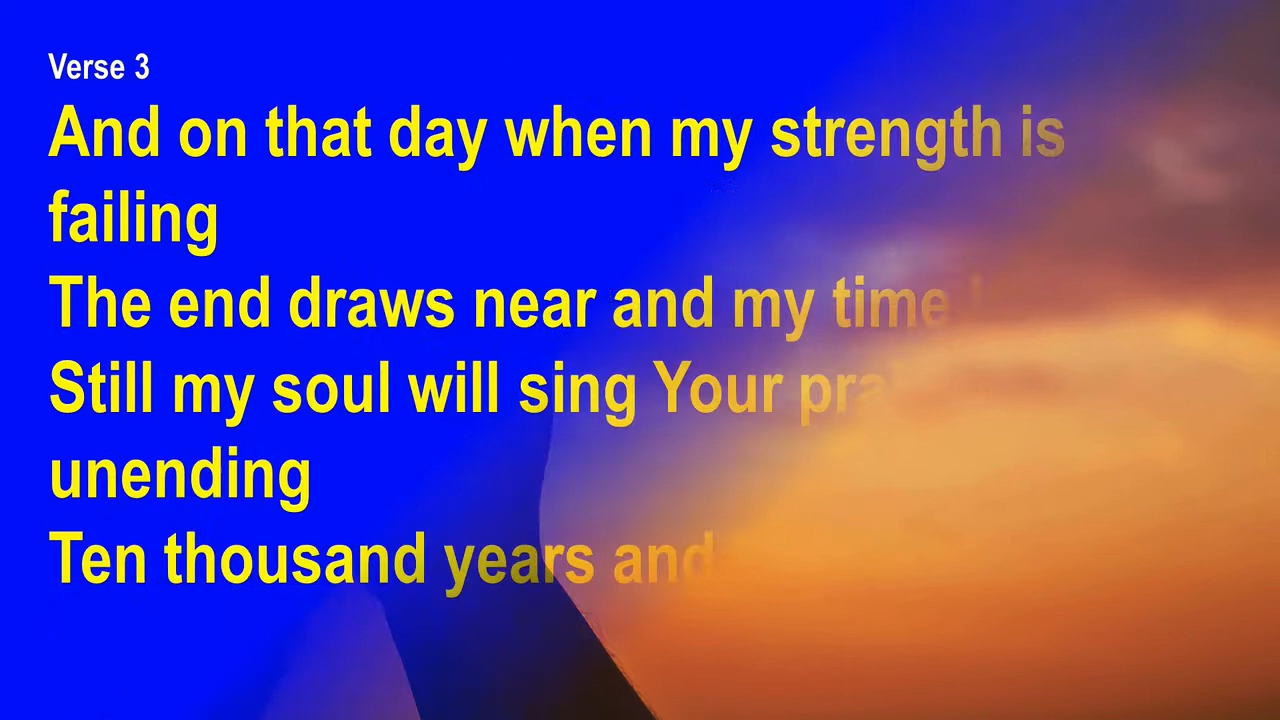 Verse 3
And on that day when my strength is
failing
The end draws near and my time
Still my soul will sing Your
unending
Ten thousand years and